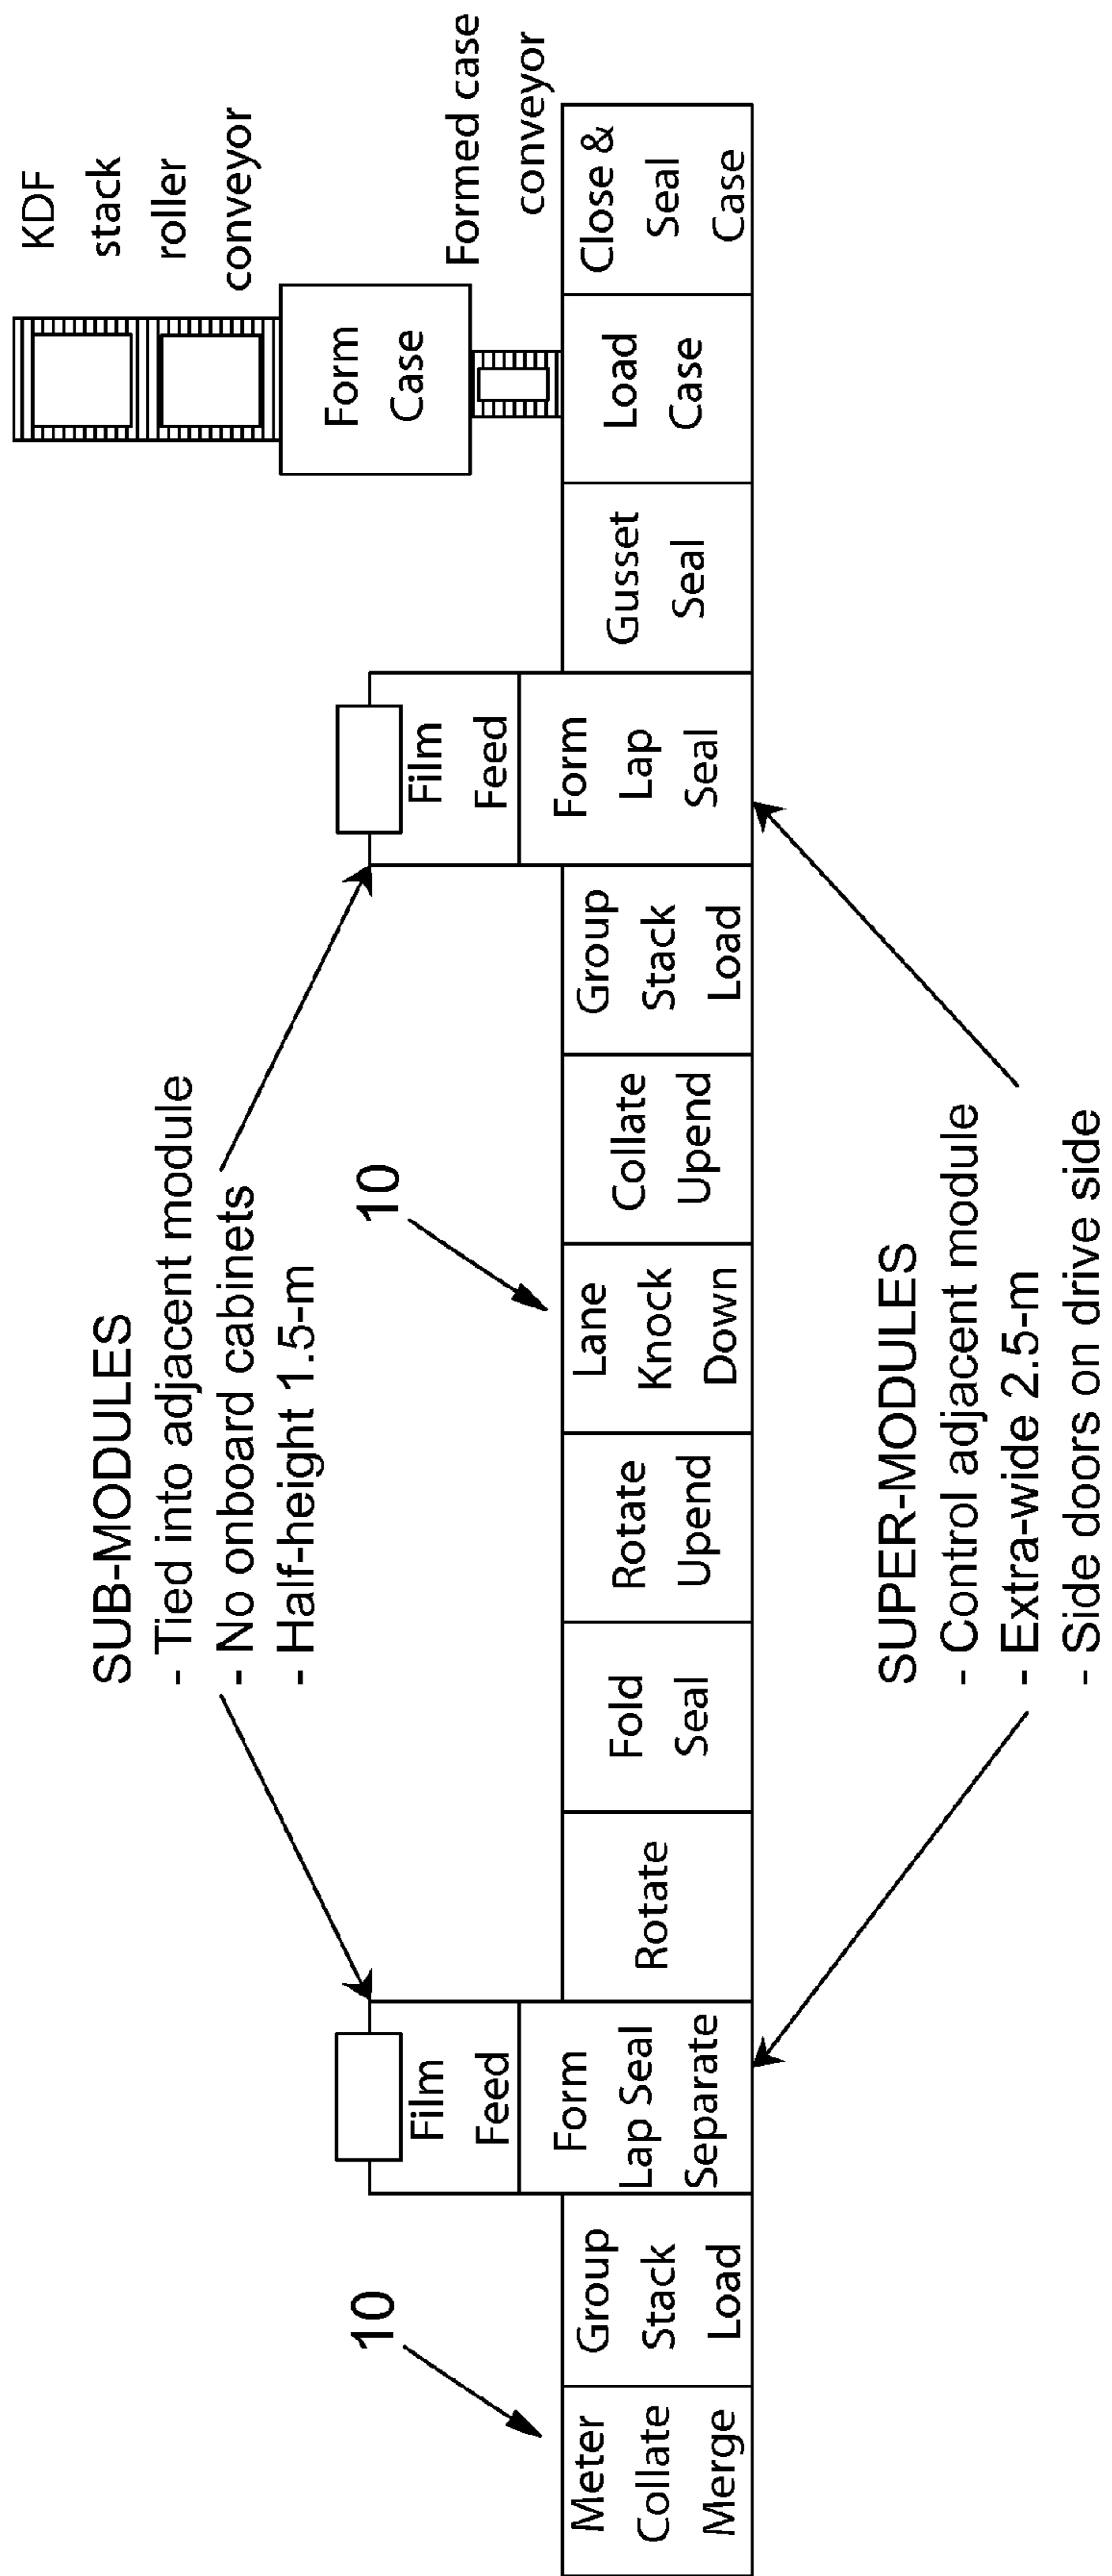 KDF
stack
roller
conveyor
Form
Case
Formed case
conveyor
SUB-MODULES
- Tied into adjacent module
- No onboard cabinets
- Half-height 1.5-m
10
10
Film
Feed
Film
Feed
Meter
Collate
Merge
Group
Stack
Load
Form
Lap Seal
Separate
Rotate
Fold
Seal
Rotate
Upend
Lane
Knock
Down
Collate
Upend
Group
Stack
Load
Form
Lap
Seal
Gusset
Seal
Load
Case
Close &
Seal
Case
SUPER-MODULES
- Control adjacent module
- Extra-wide 2.5-m
- Side doors on drive side